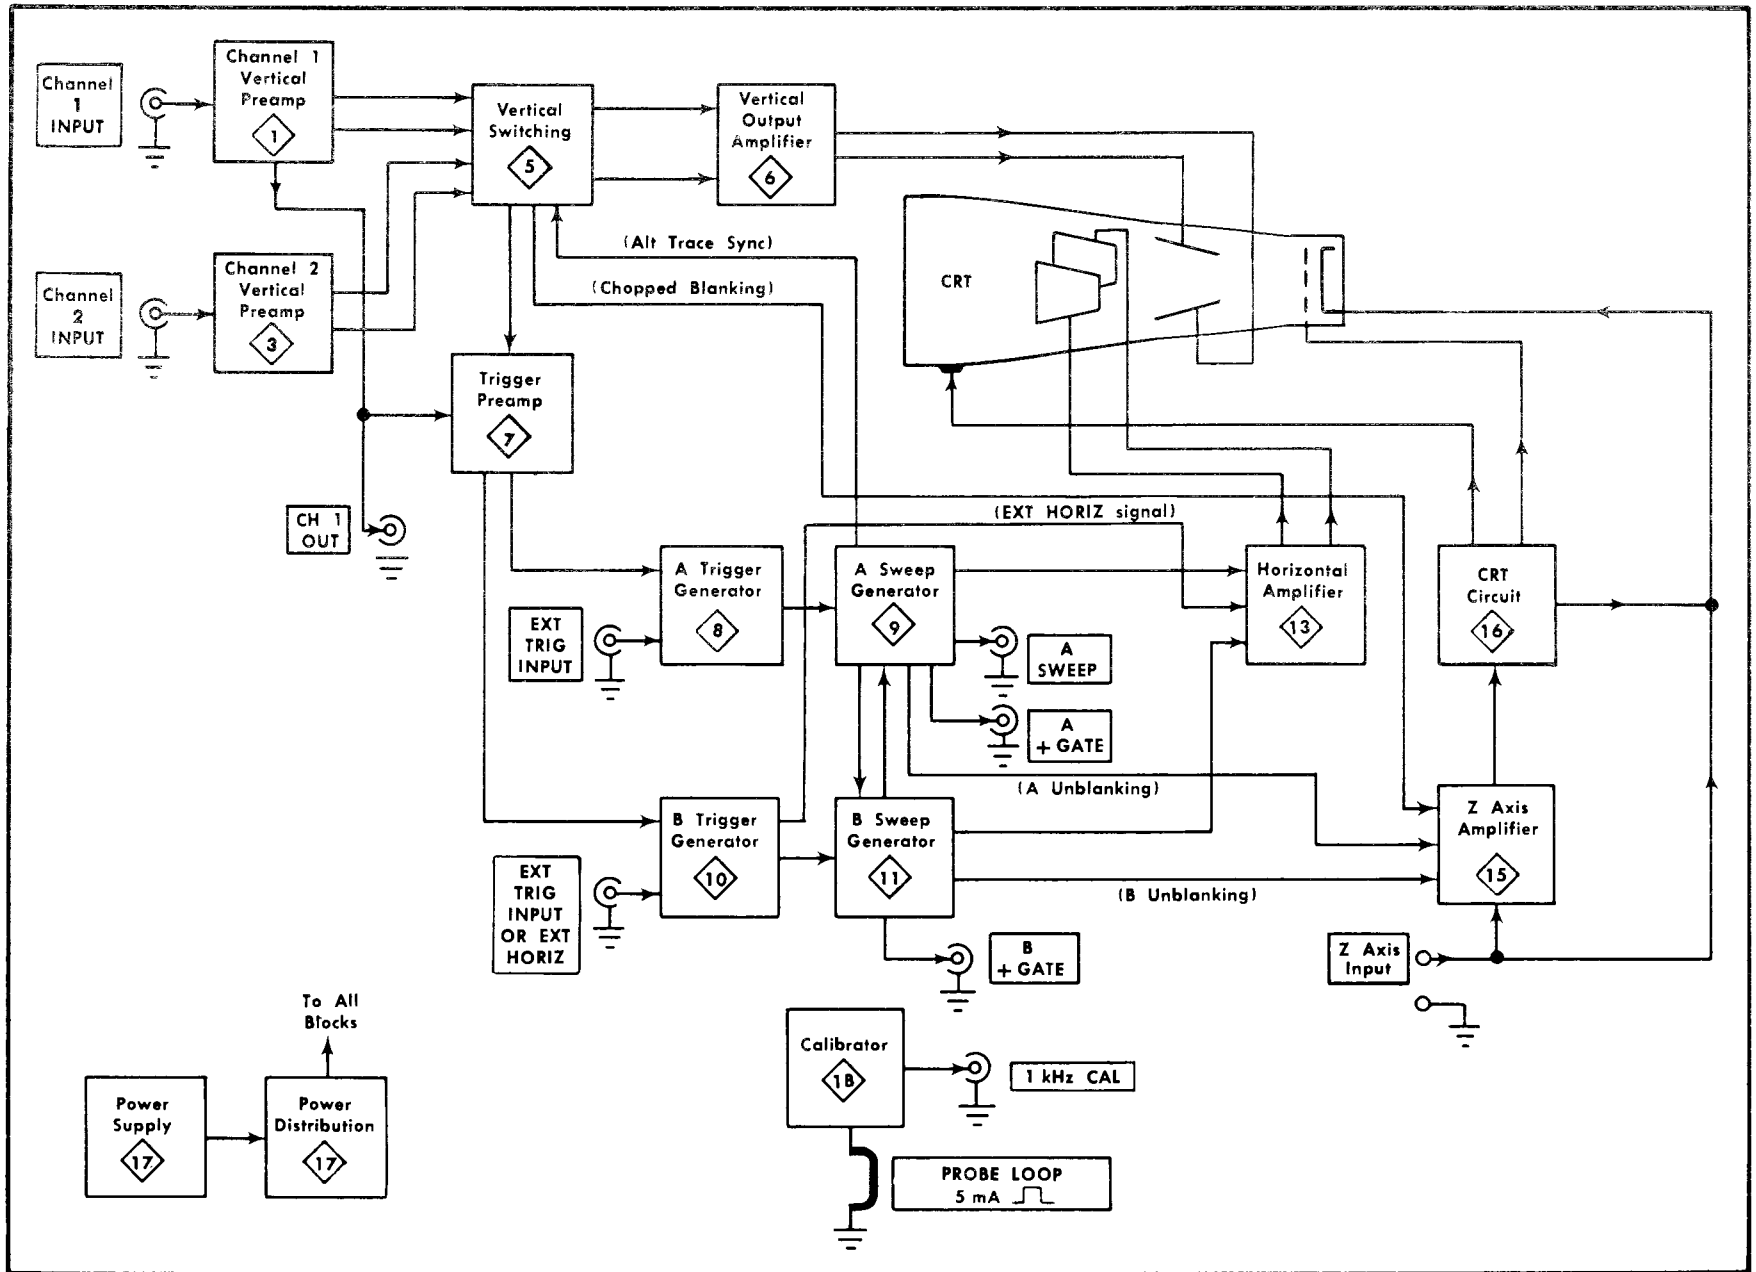 Channel
1
INPUT
Channel 1
Vertical
Preamp
1
Vertical
Switching
5
Vertical
Output
Amplifier
6
Channel
2
INPUT
Channel 2
Vertical
Preamp
3
(Alt Trace Sync)
(Chopped Blanking)
CRT
Trigger
Preamp
7
CH 1
OUT
(EXT HORIZ signal)
EXT
TRIG
INPUT
A Trigger
Generator
8
A Sweep
Generator
9
A
SWEEP
A
+ GATE
Horizontal
Amplifier
13
CRT
Circuit
16
(A Unblanking)
EXT
TRIG
INPUT
OR EXT
HORIZ
B Trigger
Generator
10
B Sweep
Generator
11
(B Unblanking)
Z Axis
Amplifier
15
B
+ GATE
Z Axis
Input
To All
Blocks
Power
Supply
17
Power
Distribution
17
Calibrator
18
1 kHz CAL
PROBE LOOP
5 mA